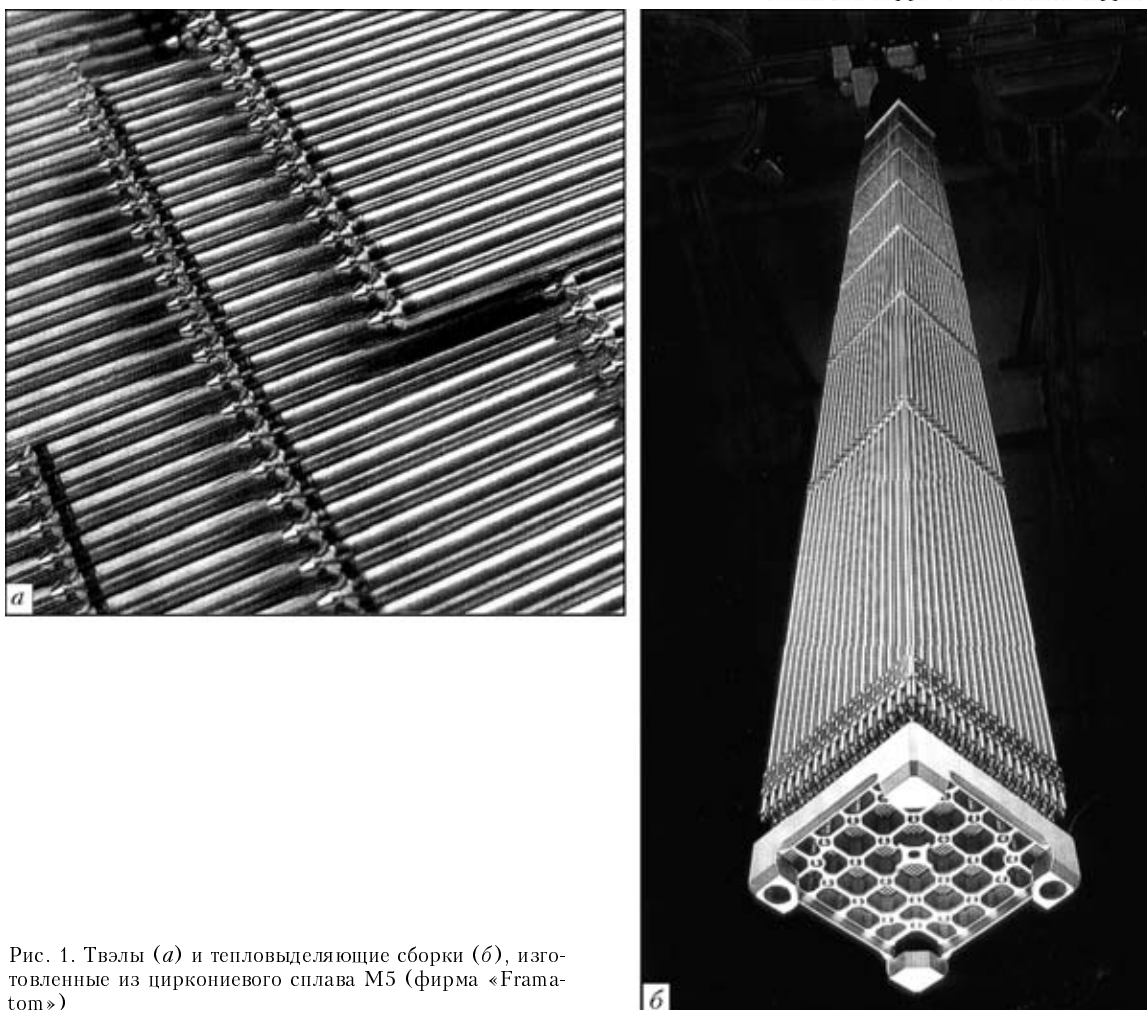 а
б
Рис. 1. Твэлы (а) и тепловыделяющие сборки (б), изго-
товленные из циркониевого сплава М5 (фирма «Frama-
tom»)